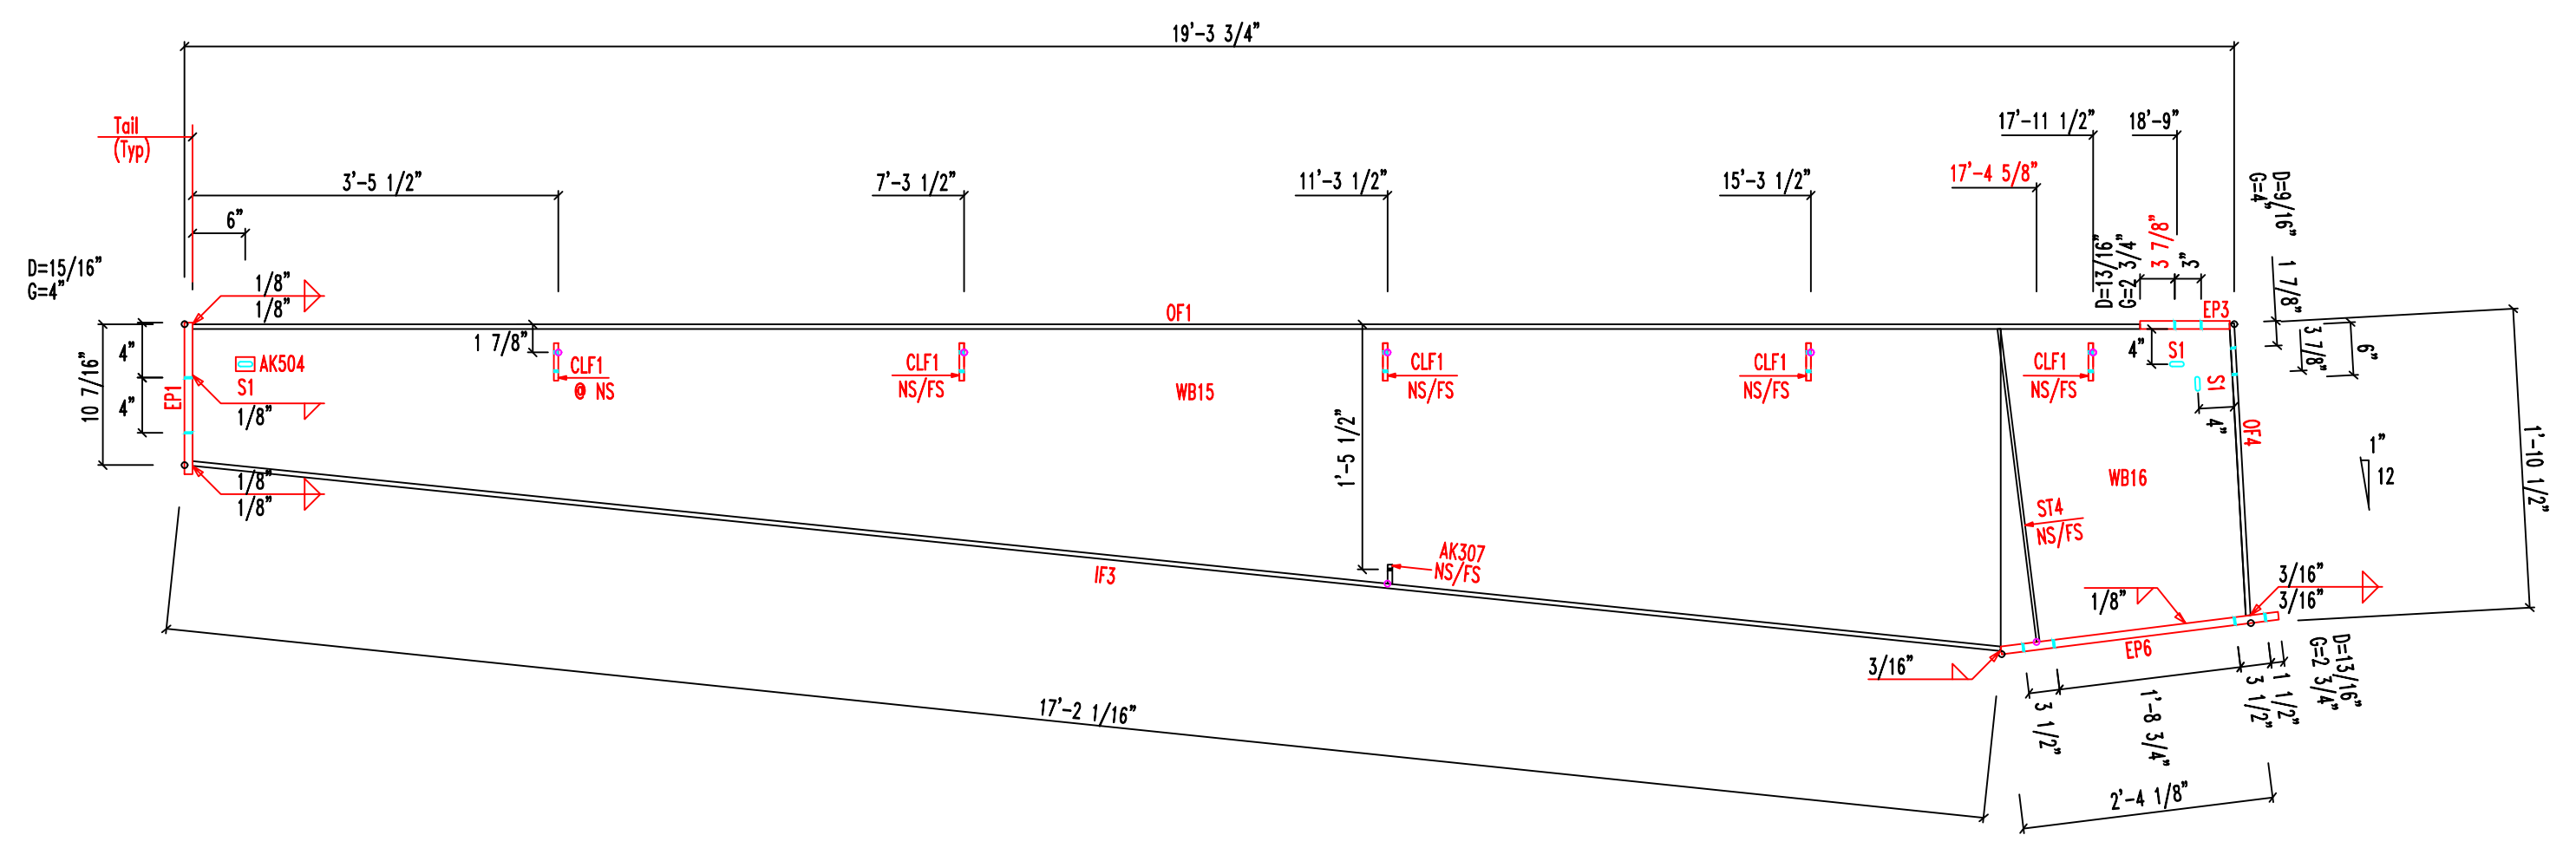 19'-3 3/4"
Tail
(Typ)
17'-11 1/2"
18'-9"
17'-4 5/8"
3'-5 1/2"
7'-3 1/2"
11'-3 1/2"
15'-3 1/2"
6"
D=15/16"
G=4"
1/8"
1/8"
D=13/16"
G=2 3/4"
3 7/8"
3"
D=9/16"
G=4"
1 7/8"
OF1
EP3
10 7/16"
4"
4"
EP1
AK504
S1
1/8"
1 7/8"
CLF1
@ NS
CLF1
NS/FS
WB15
CLF1
NS/FS
CLF1
NS/FS
CLF1
NS/FS
4"
S1
S1
4"
3 7/8"
6"
OF4
1"
12
1'-10 1/2"
1'-5 1/2"
1/8"
1/8"
WB16
ST4
NS/FS
AK307
NS/FS
IF3
1/8"
3/16"
3/16"
EP6
3/16"
D=13/16"
G=2 3/4"
17'-2 1/16"
3 1/2"
1'-8 3/4"
3 1/2"
1 1/2"
2'-4 1/8"